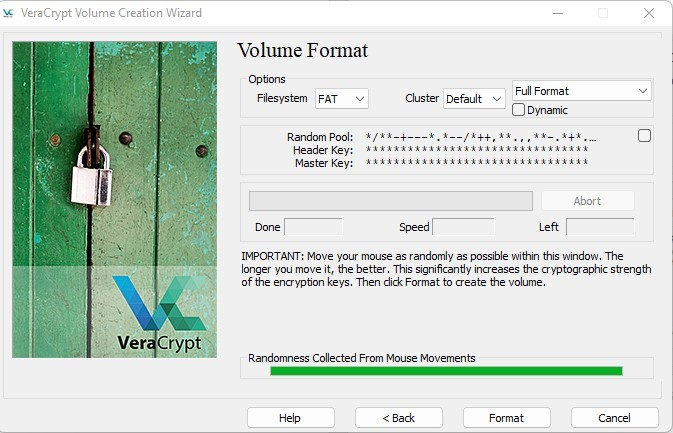 VeraCrypt Volume Creation Wizard
Volume Format
Options
Filesystem FAT Cluster Default Full Format
Dynamic
Random Pool: */**-+---*.*--/*++,**.,,**-.*+*.…
Header Key: ********************************
Master Key: ********************************
Abort
Done Speed Left
IMPORTANT: Move your mouse as randomly as possible within this window. The
longer you move it, the better. This significantly increases the cryptographic strength
of the encryption keys. Then click Format to create the volume.
VeraCrypt
Randomness Collected From Mouse Movements
Help < Back Format Cancel